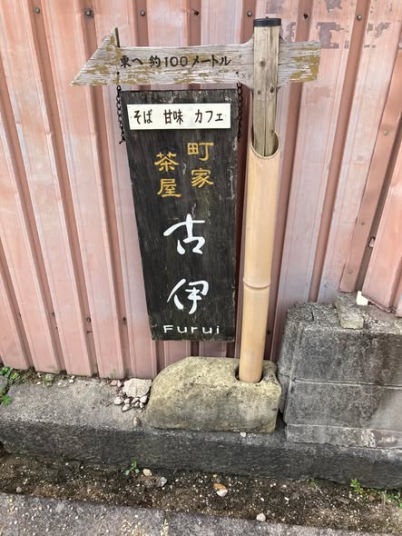 東へ 約100メートル
そば 甘味 カフェ
町家
茶屋
古伊
Furui